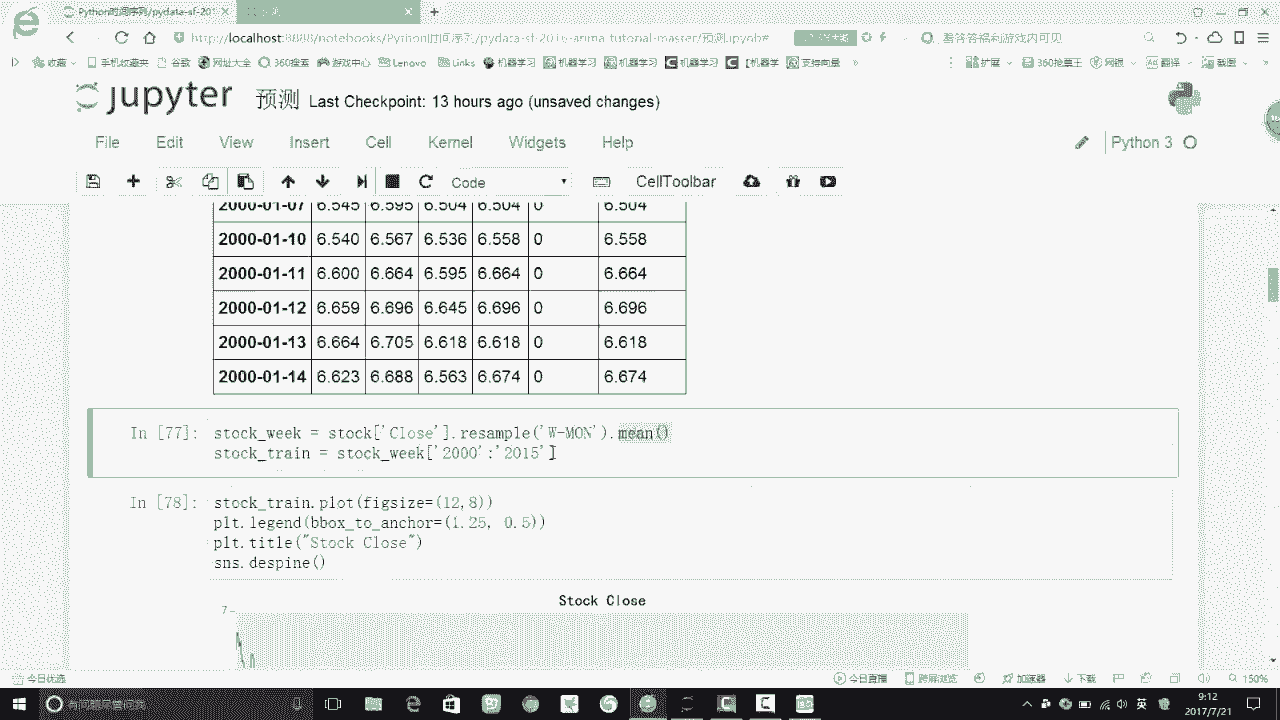 Python时间序列/pydata-sf-201
http://localhost:8888/notebooks/Python时间序列/pydata-sf-2016-arima-tutorial-master/预测.ipynb#
收藏 手机收藏夹 谷歌 网址大全 360搜索 游戏中心 Lenovo Links 机器学习 机器学习 机器学习 机器学习 【机器学 支持向量 » 扩展 360抢票王 网银 翻译 截图 »
jupyter 预测 Last Checkpoint: 13 hours ago (unsaved changes)
File Edit View Insert Cell Kernel Widgets Help Python 3
Code CellToolbar
2000-01-07 6.545 6.595 6.504 6.504 0 6.504
2000-01-10 6.540 6.567 6.536 6.558 0 6.558
2000-01-11 6.600 6.664 6.595 6.664 0 6.664
2000-01-12 6.659 6.696 6.645 6.696 0 6.696
2000-01-13 6.664 6.705 6.618 6.618 0 6.618
2000-01-14 6.623 6.688 6.563 6.674 0 6.674
In [77]: stock_week = stock['Close'].resample('W-MON').mean()
stock_train = stock_week['2000':'2015']
In [78]: stock_train.plot(figsize=(12,8))
plt.legend(bbox_to_anchor=(1.25, 0.5))
plt.title("Stock Close")
sns.despine()
Stock Close
7
今日优选 今日直播 跨屏浏览 加速器 下载 150%
英 9:12
2017/7/21